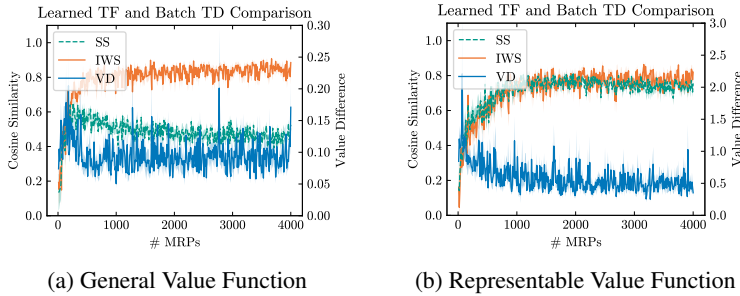 Learned TF and Batch TD Comparison
1.0
0.8
0.6
0.4
0.2
0.0
Cosine Similarity
SS
IWS
VD
0.30
0.25
0.20
0.15
0.10
0.05
0.00
Value Difference
0
1000
2000
3000
4000
# MRPs
(a) General Value Function
Learned TF and Batch TD Comparison
1.0
0.8
0.6
0.4
0.2
0.0
Cosine Similarity
SS
IWS
VD
3.0
2.5
2.0
1.5
1.0
0.5
0.0
Value Difference
0
1000
2000
3000
4000
# MRPs
(b) Representable Value Function